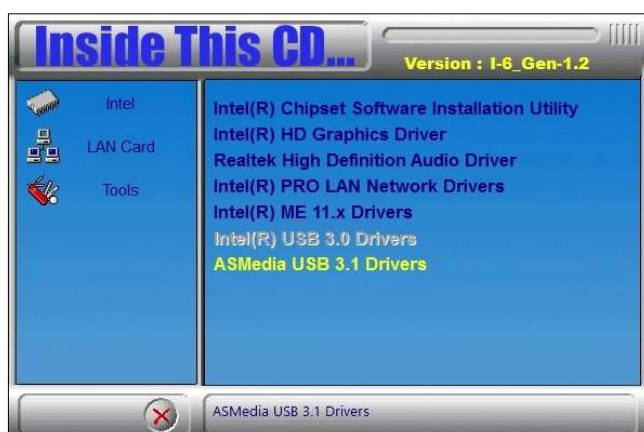 Inside This CD...
Version : I-6_Gen-1.2
Intel
LAN Card
Tools
Intel(R) Chipset Software Installation Utility
Intel(R) HD Graphics Driver
Realtek High Definition Audio Driver
Intel(R) PRO LAN Network Drivers
Intel(R) ME 11.x Drivers
Intel(R) USB 3.0 Drivers
ASMedia USB 3.1 Drivers
ASMedia USB 3.1 Drivers